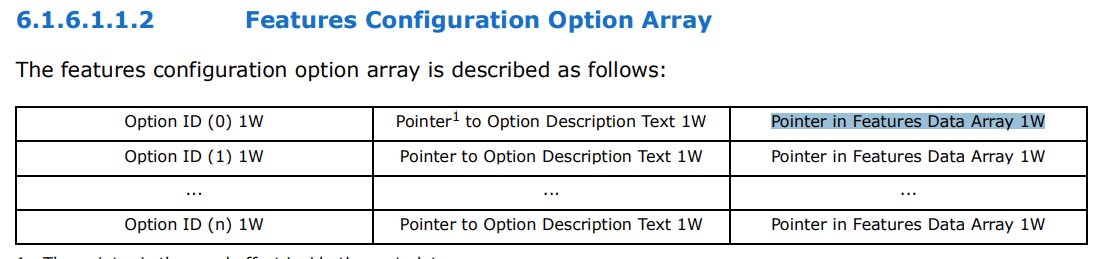 6.1.6.1.1.2 Features Configuration Option Array
The features configuration option array is described as follows:
Option ID (0) 1W Pointer1 to Option Description Text 1W Pointer in Features Data Array 1W
Option ID (1) 1W Pointer to Option Description Text 1W Pointer in Features Data Array 1W
... ... ...
Option ID (n) 1W Pointer to Option Description Text 1W Pointer in Features Data Array 1W